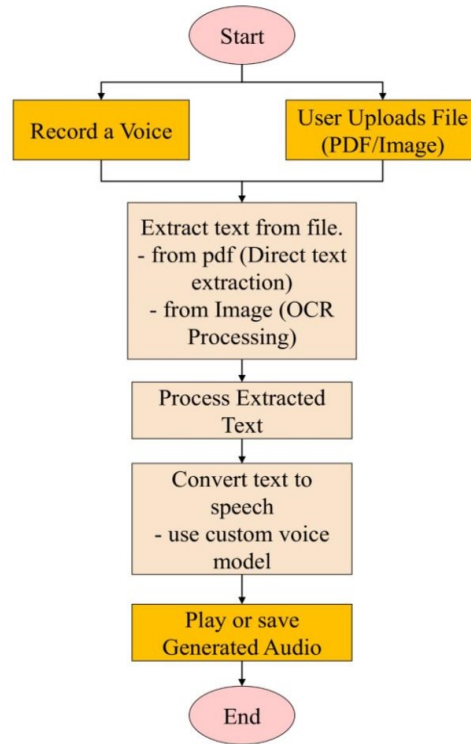 Start
Record a Voice
User Uploads File
(PDF/Image)
Extract text from file.
- from pdf (Direct text
extraction)
- from Image (OCR
Processing)
Process Extracted
Text
Convert text to
speech
- use custom voice
model
Play or save
Generated Audio
End